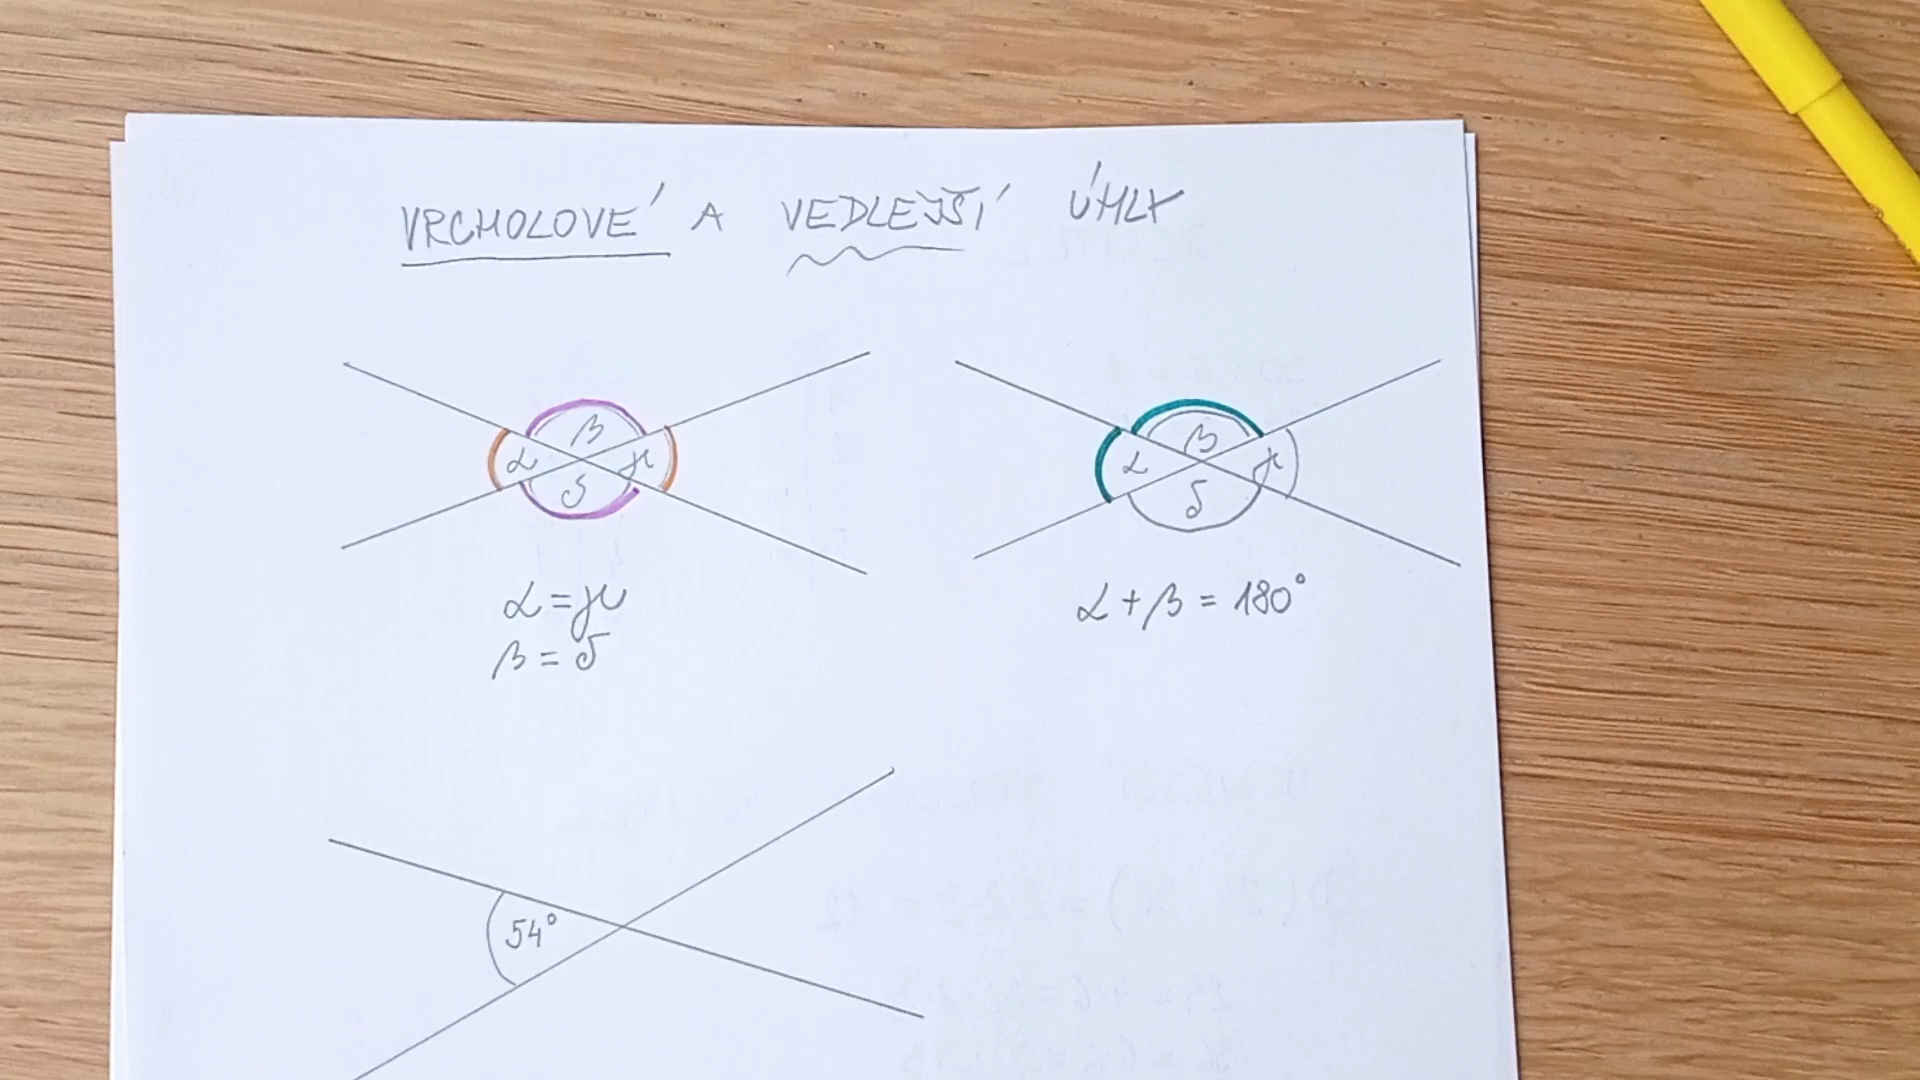 VRCHOLOVÉ A VEDLEJŠÍ ÚHLY
β
α γ
δ
β
α γ
δ
α = γ
β = δ
α + β = 180°
54°